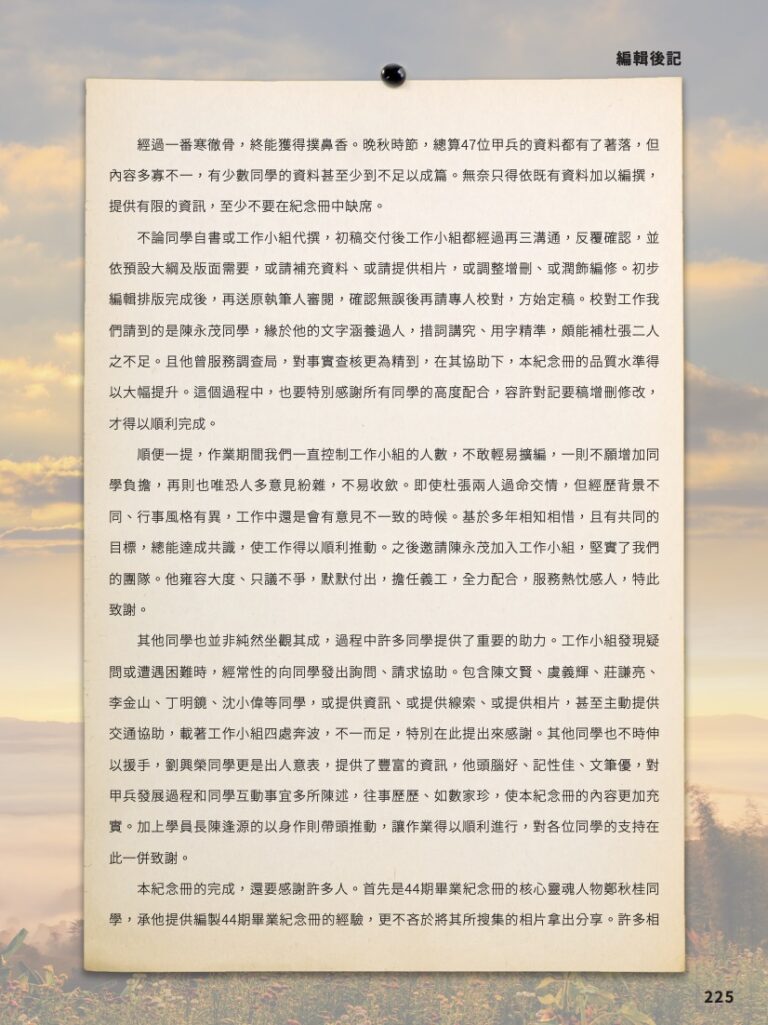 編輯後記
經過一番寒徹骨，終能獲得撲鼻香。晚秋時節，總算47位甲兵的資料都有了著落，但
內容多寡不一，有少數同學的資料甚至少到不足以成篇。無奈只得依既有資料加以編撰，
提供有限的資訊，至少不要在紀念冊中缺席。
不論同學自書或工作小組代撰，初稿交付後工作小組都經過再三溝通，反覆確認，並
依預設大綱及版面需要，或請補充資料、或請提供相片，或調整增刪、或潤飾編修。初步
編輯排版完成後，再送原執筆人審閱，確認無誤後再請專人校對，方始定稿。校對工作我
們請到的是陳永茂同學，緣於他的文字涵養過人，措詞講究、用字精準，頗能補杜張二人
之不足。且他曾服務調查局，對事實查核更為精到，在其協助下，本紀念冊的品質水準得
以大幅提升。這個過程中，也要特別感謝所有同學的高度配合，容許對記要稿增刪修改，
才得以順利完成。
順便一提，作業期間我們一直控制工作小組的人數，不敢輕易擴編，一則不願增加同
學負擔，再則也唯恐人多意見紛雜，不易收斂。即使杜張兩人過命交情，但經歷背景不
同、行事風格有異，工作中還是會有意見不一致的時候。基於多年相知相惜，且有共同的
目標，總能達成共識，使工作得以順利推動。之後邀請陳永茂加入工作小組，堅實了我們
的團隊。他雍容大度、只議不爭，默默付出，擔任義工，全力配合，服務熱忱感人，特此
致謝。
其他同學也並非純然坐觀其成，過程中許多同學提供了重要的助力。工作小組發現疑
問或遭遇困難時，經常性的向同學發出詢問、請求協助。包含陳文賢、虞義輝、莊謙亮、
李金山、丁明鏡、沈小偉等同學，或提供資訊、或提供線索、或提供相片，甚至主動提供
交通協助，載著工作小組四處奔波，不一而足，特別在此提出來感謝。其他同學也不時伸
以援手，劉興榮同學更是出人意表，提供了豐富的資訊，他頭腦好、記性佳、文筆優，對
甲兵發展過程和同學互動事宜多所陳述，往事歷歷、如數家珍，使本紀念冊的內容更加充
實。加上學員長陳逢源的以身作則帶頭推動，讓作業得以順利進行，對各位同學的支持在
此一併致謝。
本紀念冊的完成，還要感謝許多人。首先是44期畢業紀念冊的核心靈魂人物鄭秋桂同
學，承他提供編製44期畢業紀念冊的經驗，更不吝於將其所搜集的相片拿出分享。許多相
225